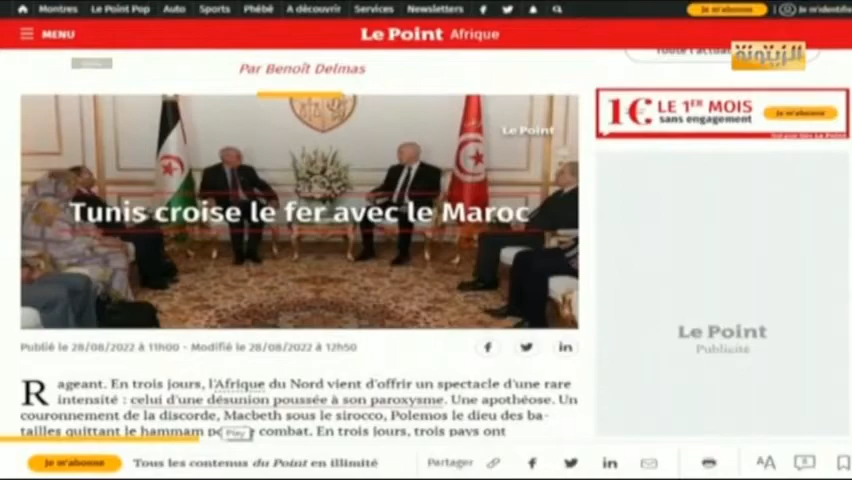 Montres Le Point Pop Auto Sports Phébé A découvrir Services Newsletters Je m'abonne Je m'identifie
MENU Le Point Afrique
Toute l'actual
الزيتونة
Par Benoît Delmas
1€ LE 1ER MOIS
sans engagement
Je m'abonne
Le Point
Tunis croise le fer avec le Maroc
Publié le 28/08/2022 à 11h00 - Modifié le 28/08/2022 à 12h50
Le Point
Publicité
Rageant. En trois jours, l'Afrique du Nord vient d'offrir un spectacle d'une rare
intensité : celui d'une désunion poussée à son paroxysme. Une apothéose. Un
couronnement de la discorde, Macbeth sous le sirocco, Polemos le dieu des ba-
tailles quittant le hammam combat. En trois jours, trois pays ont
Play
Je m'abonne Tous les contenus du Point en illimité Partager